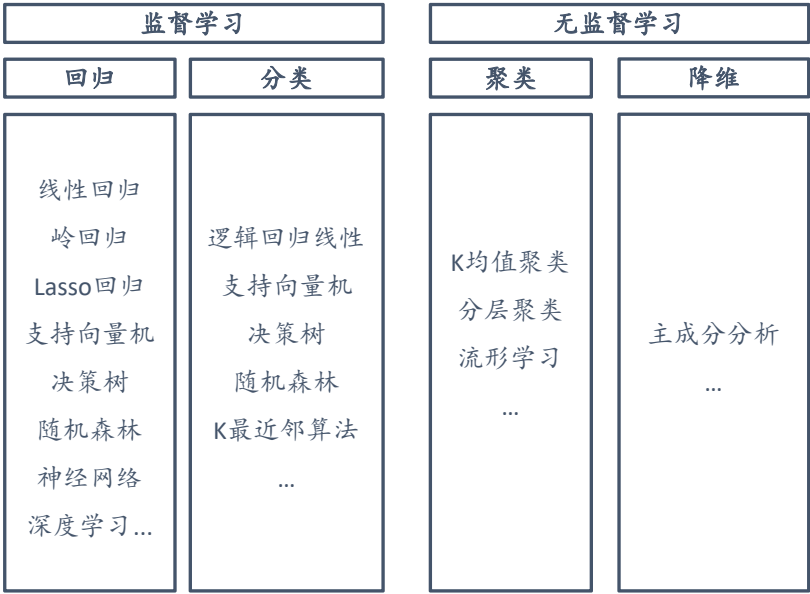 监督学习
无监督学习
回归
分类
聚类
降维
线性回归
岭回归
Lasso回归
支持向量机
决策树
随机森林
神经网络
深度学习...
逻辑回归线性
支持向量机
决策树
随机森林
K最近邻算法
...
K均值聚类
分层聚类
流形学习
...
主成分分析
...